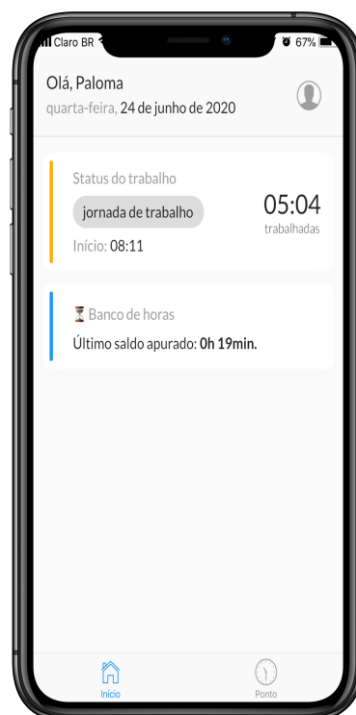 Claro BR
67%
Olá, Paloma
quarta-feira, 24 de junho de 2020
Status do trabalho
jornada de trabalho
05:04
trabalhadas
Início: 08:11
Banco de horas
Último saldo apurado: 0h 19min.
Início
Ponto